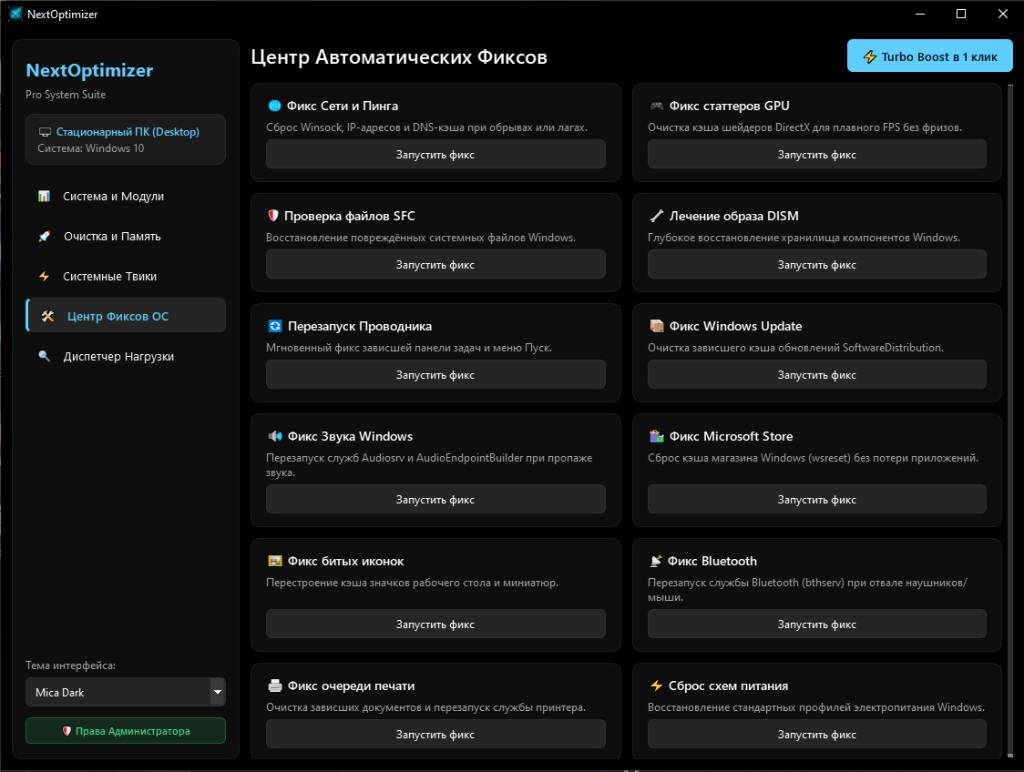 NextOptimizer
NextOptimizer
Pro System Suite
Стационарный ПК (Desktop)
Система: Windows 10
Система и Модули
Очистка и Память
Системные Твики
Центр Фиксов ОС
Диспетчер Нагрузки
Тема интерфейса:
Mica Dark
Права Администратора
Центр Автоматических Фиксов
Turbo Boost в 1 клик
Фикс Сети и Пинга
Сброс Winsock, IP-адресов и DNS-кэша при обрывах или лагах.
Запустить фикс
Фикс статтеров GPU
Очистка кэша шейдеров DirectX для плавного FPS без фризов.
Запустить фикс
Проверка файлов SFC
Восстановление повреждённых системных файлов Windows.
Запустить фикс
Лечение образа DISM
Глубокое восстановление хранилища компонентов Windows.
Запустить фикс
Перезапуск Проводника
Мгновенный фикс зависшей панели задач и меню Пуск.
Запустить фикс
Фикс Windows Update
Очистка зависшего кэша обновлений SoftwareDistribution.
Запустить фикс
Фикс Звука Windows
Перезапуск служб Audiosrv и AudioEndpointBuilder при пропаже
звука.
Запустить фикс
Фикс Microsoft Store
Сброс кэша магазина Windows (wsreset) без потери приложений.
Запустить фикс
Фикс битых иконок
Перестроение кэша значков рабочего стола и миниатюр.
Запустить фикс
Фикс Bluetooth
Перезапуск службы Bluetooth (bthserv) при отвале наушников/
мыши.
Запустить фикс
Фикс очереди печати
Очистка зависших документов и перезапуск службы принтера.
Запустить фикс
Сброс схем питания
Восстановление стандартных профилей электропитания Windows.
Запустить фикс